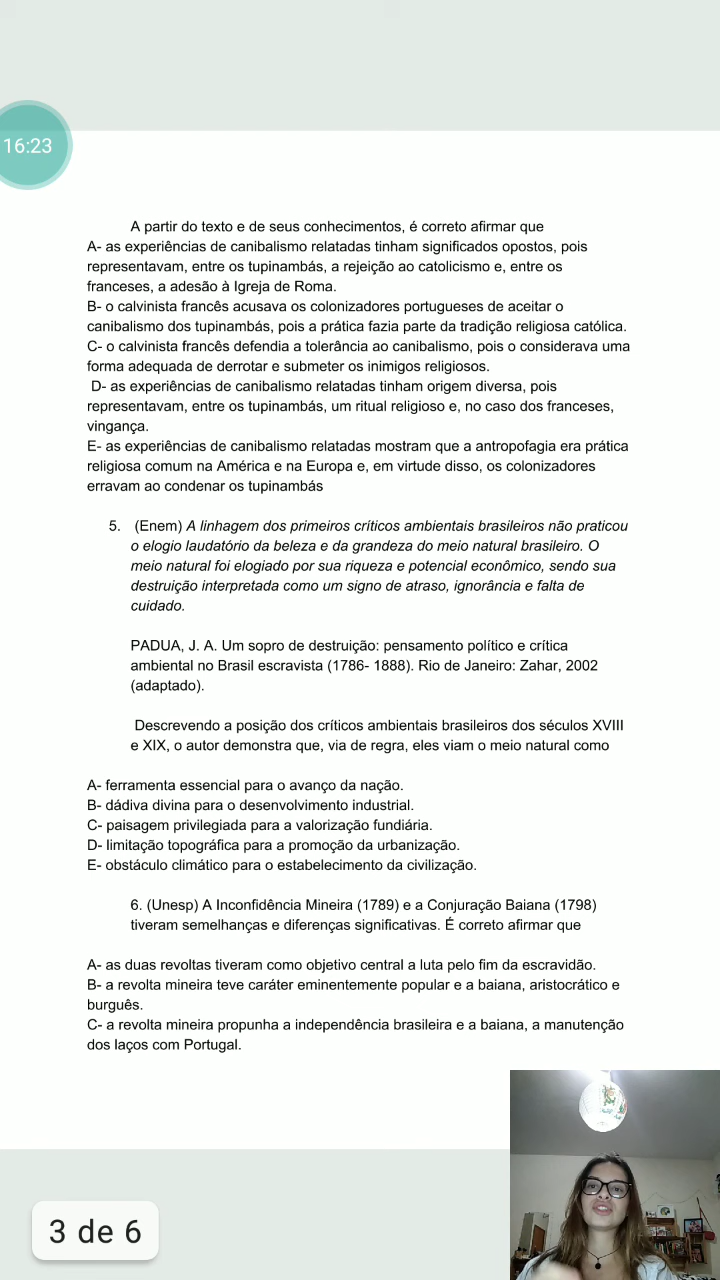 16:23
A partir do texto e de seus conhecimentos, é correto afirmar que
A- as experiências de canibalismo relatadas tinham significados opostos, pois
representavam, entre os tupinambás, a rejeição ao catolicismo e, entre os
franceses, a adesão à Igreja de Roma.
B- o calvinista francês acusava os colonizadores portugueses de aceitar o
canibalismo dos tupinambás, pois a prática fazia parte da tradição religiosa católica.
C- o calvinista francês defendia a tolerância ao canibalismo, pois o considerava uma
forma adequada de derrotar e submeter os inimigos religiosos.
D- as experiências de canibalismo relatadas tinham origem diversa, pois
representavam, entre os tupinambás, um ritual religioso e, no caso dos franceses,
vingança.
E- as experiências de canibalismo relatadas mostram que a antropofagia era prática
religiosa comum na América e na Europa e, em virtude disso, os colonizadores
erravam ao condenar os tupinambás
5. (Enem) A linhagem dos primeiros críticos ambientais brasileiros não praticou
o elogio laudatório da beleza e da grandeza do meio natural brasileiro. O
meio natural foi elogiado por sua riqueza e potencial econômico, sendo sua
destruição interpretada como um signo de atraso, ignorância e falta de
cuidado.
PADUA, J. A. Um sopro de destruição: pensamento político e crítica
ambiental no Brasil escravista (1786- 1888). Rio de Janeiro: Zahar, 2002
(adaptado).
Descrevendo a posição dos críticos ambientais brasileiros dos séculos XVIII
e XIX, o autor demonstra que, via de regra, eles viam o meio natural como
A- ferramenta essencial para o avanço da nação.
B- dádiva divina para o desenvolvimento industrial.
C- paisagem privilegiada para a valorização fundiária.
D- limitação topográfica para a promoção da urbanização.
E- obstáculo climático para o estabelecimento da civilização.
6. (Unesp) A Inconfidência Mineira (1789) e a Conjuração Baiana (1798)
tiveram semelhanças e diferenças significativas. É correto afirmar que
A- as duas revoltas tiveram como objetivo central a luta pelo fim da escravidão.
B- a revolta mineira teve caráter eminentemente popular e a baiana, aristocrático e
burguês.
C- a revolta mineira propunha a independência brasileira e a baiana, a manutenção
dos laços com Portugal.
3 de 6